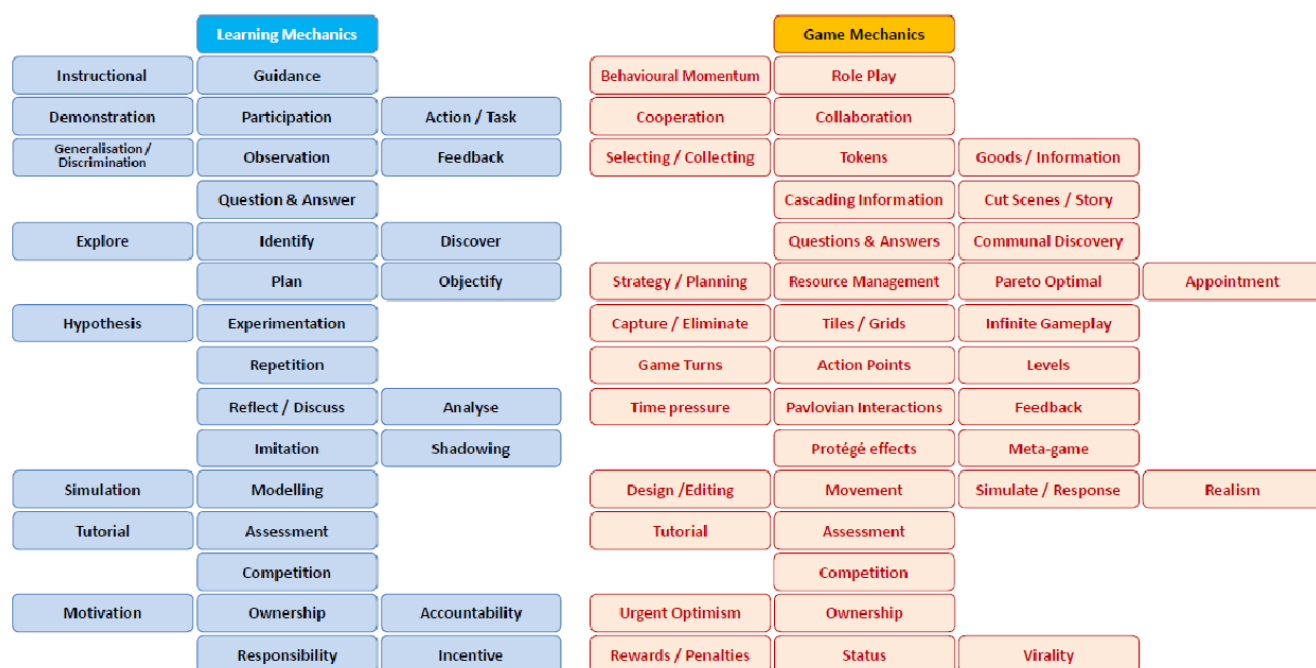 Learning Mechanics
Game Mechanics
Instructional
Guidance
Behavioural Momentum
Role Play
Demonstration
Participation
Action / Task
Cooperation
Collaboration
Generalisation /
Discrimination
Observation
Feedback
Selecting / Collecting
Tokens
Goods / Information
Question & Answer
Cascading Information
Cut Scenes / Story
Explore
Identify
Discover
Questions & Answers
Communal Discovery
Plan
Objectify
Strategy / Planning
Resource Management
Pareto Optimal
Appointment
Hypothesis
Experimentation
Capture / Eliminate
Tiles / Grids
Infinite Gameplay
Repetition
Game Turns
Action Points
Levels
Reflect / Discuss
Analyse
Time pressure
Pavlovian Interactions
Feedback
Imitation
Shadowing
Protégé effects
Meta-game
Simulation
Modelling
Design /Editing
Movement
Simulate / Response
Realism
Tutorial
Assessment
Tutorial
Assessment
Competition
Competition
Motivation
Ownership
Accountability
Urgent Optimism
Ownership
Responsibility
Incentive
Rewards / Penalties
Status
Virality